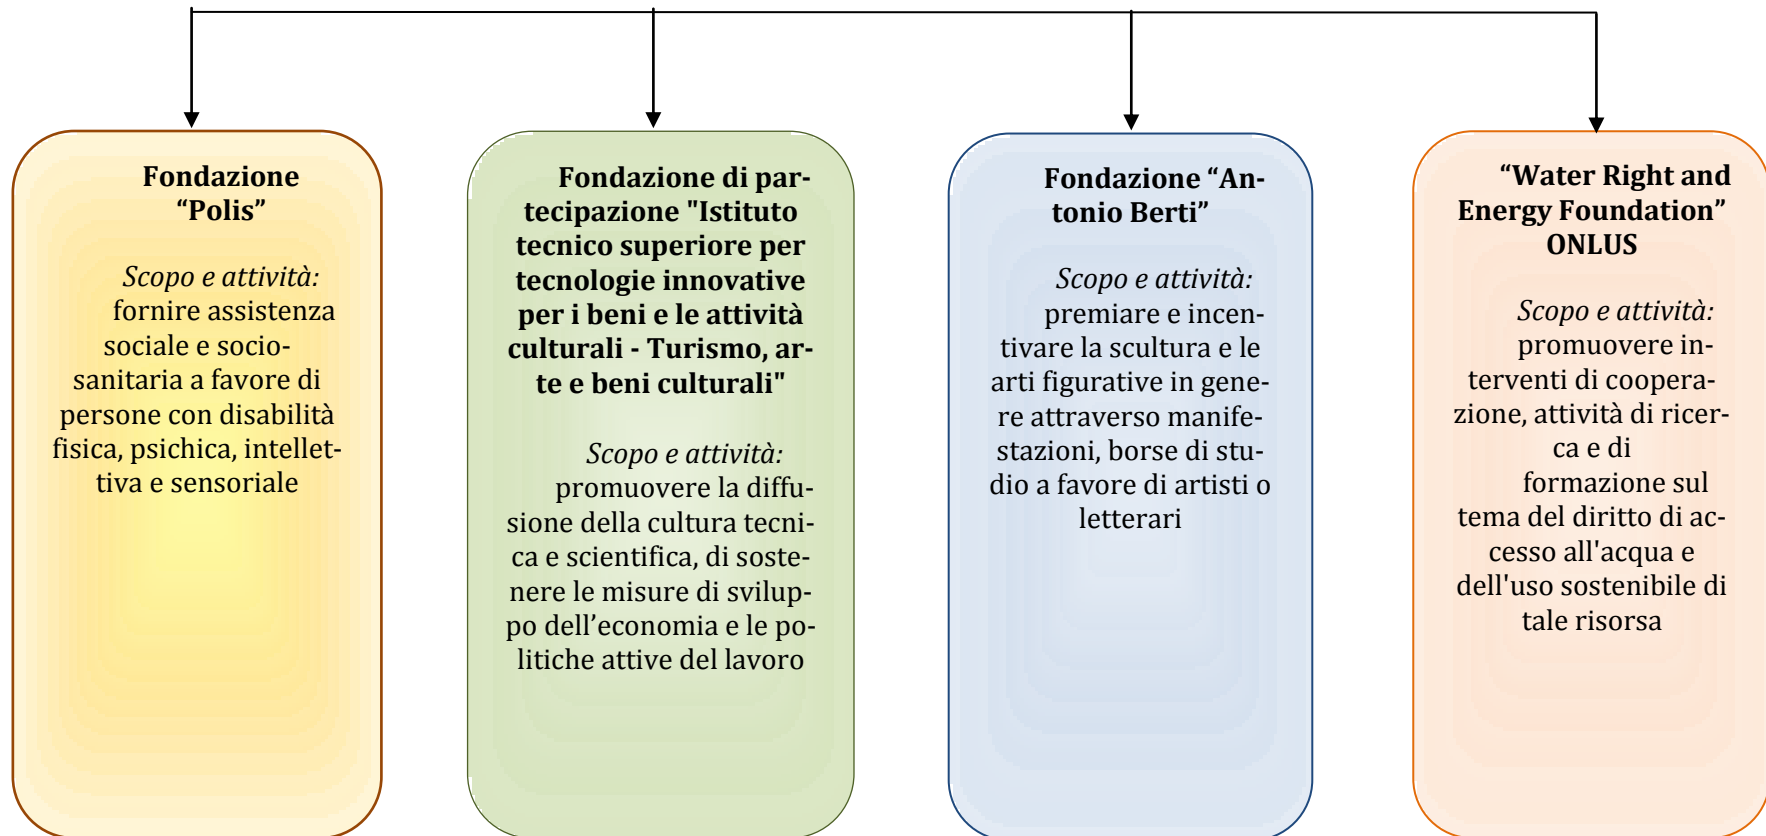 Fondazione
“Polis”
Scopo e attività:
fornire assistenza
sociale e socio-
sanitaria a favore di
persone con disabilità
fisica, psichica, intellet-
tiva e sensoriale
Fondazione di par-
tecipazione "Istituto
tecnico superiore per
tecnologie innovative
per i beni e le attività
culturali - Turismo, ar-
te e beni culturali"
Scopo e attività:
promuovere la diffu-
sione della cultura tecni-
ca e scientifica, di soste-
nere le misure di svilup-
po dell’economia e le po-
litiche attive del lavoro
Fondazione “An-
tonio Berti”
Scopo e attività:
premiare e incen-
tivare la scultura e le
arti figurative in gene-
re attraverso manife-
stazioni, borse di stu-
dio a favore di artisti o
letterari
“Water Right and
Energy Foundation”
ONLUS
Scopo e attività:
promuovere in-
terventi di coopera-
zione, attività di ricer-
ca e di
formazione sul
tema del diritto di ac-
cesso all'acqua e
dell'uso sostenibile di
tale risorsa